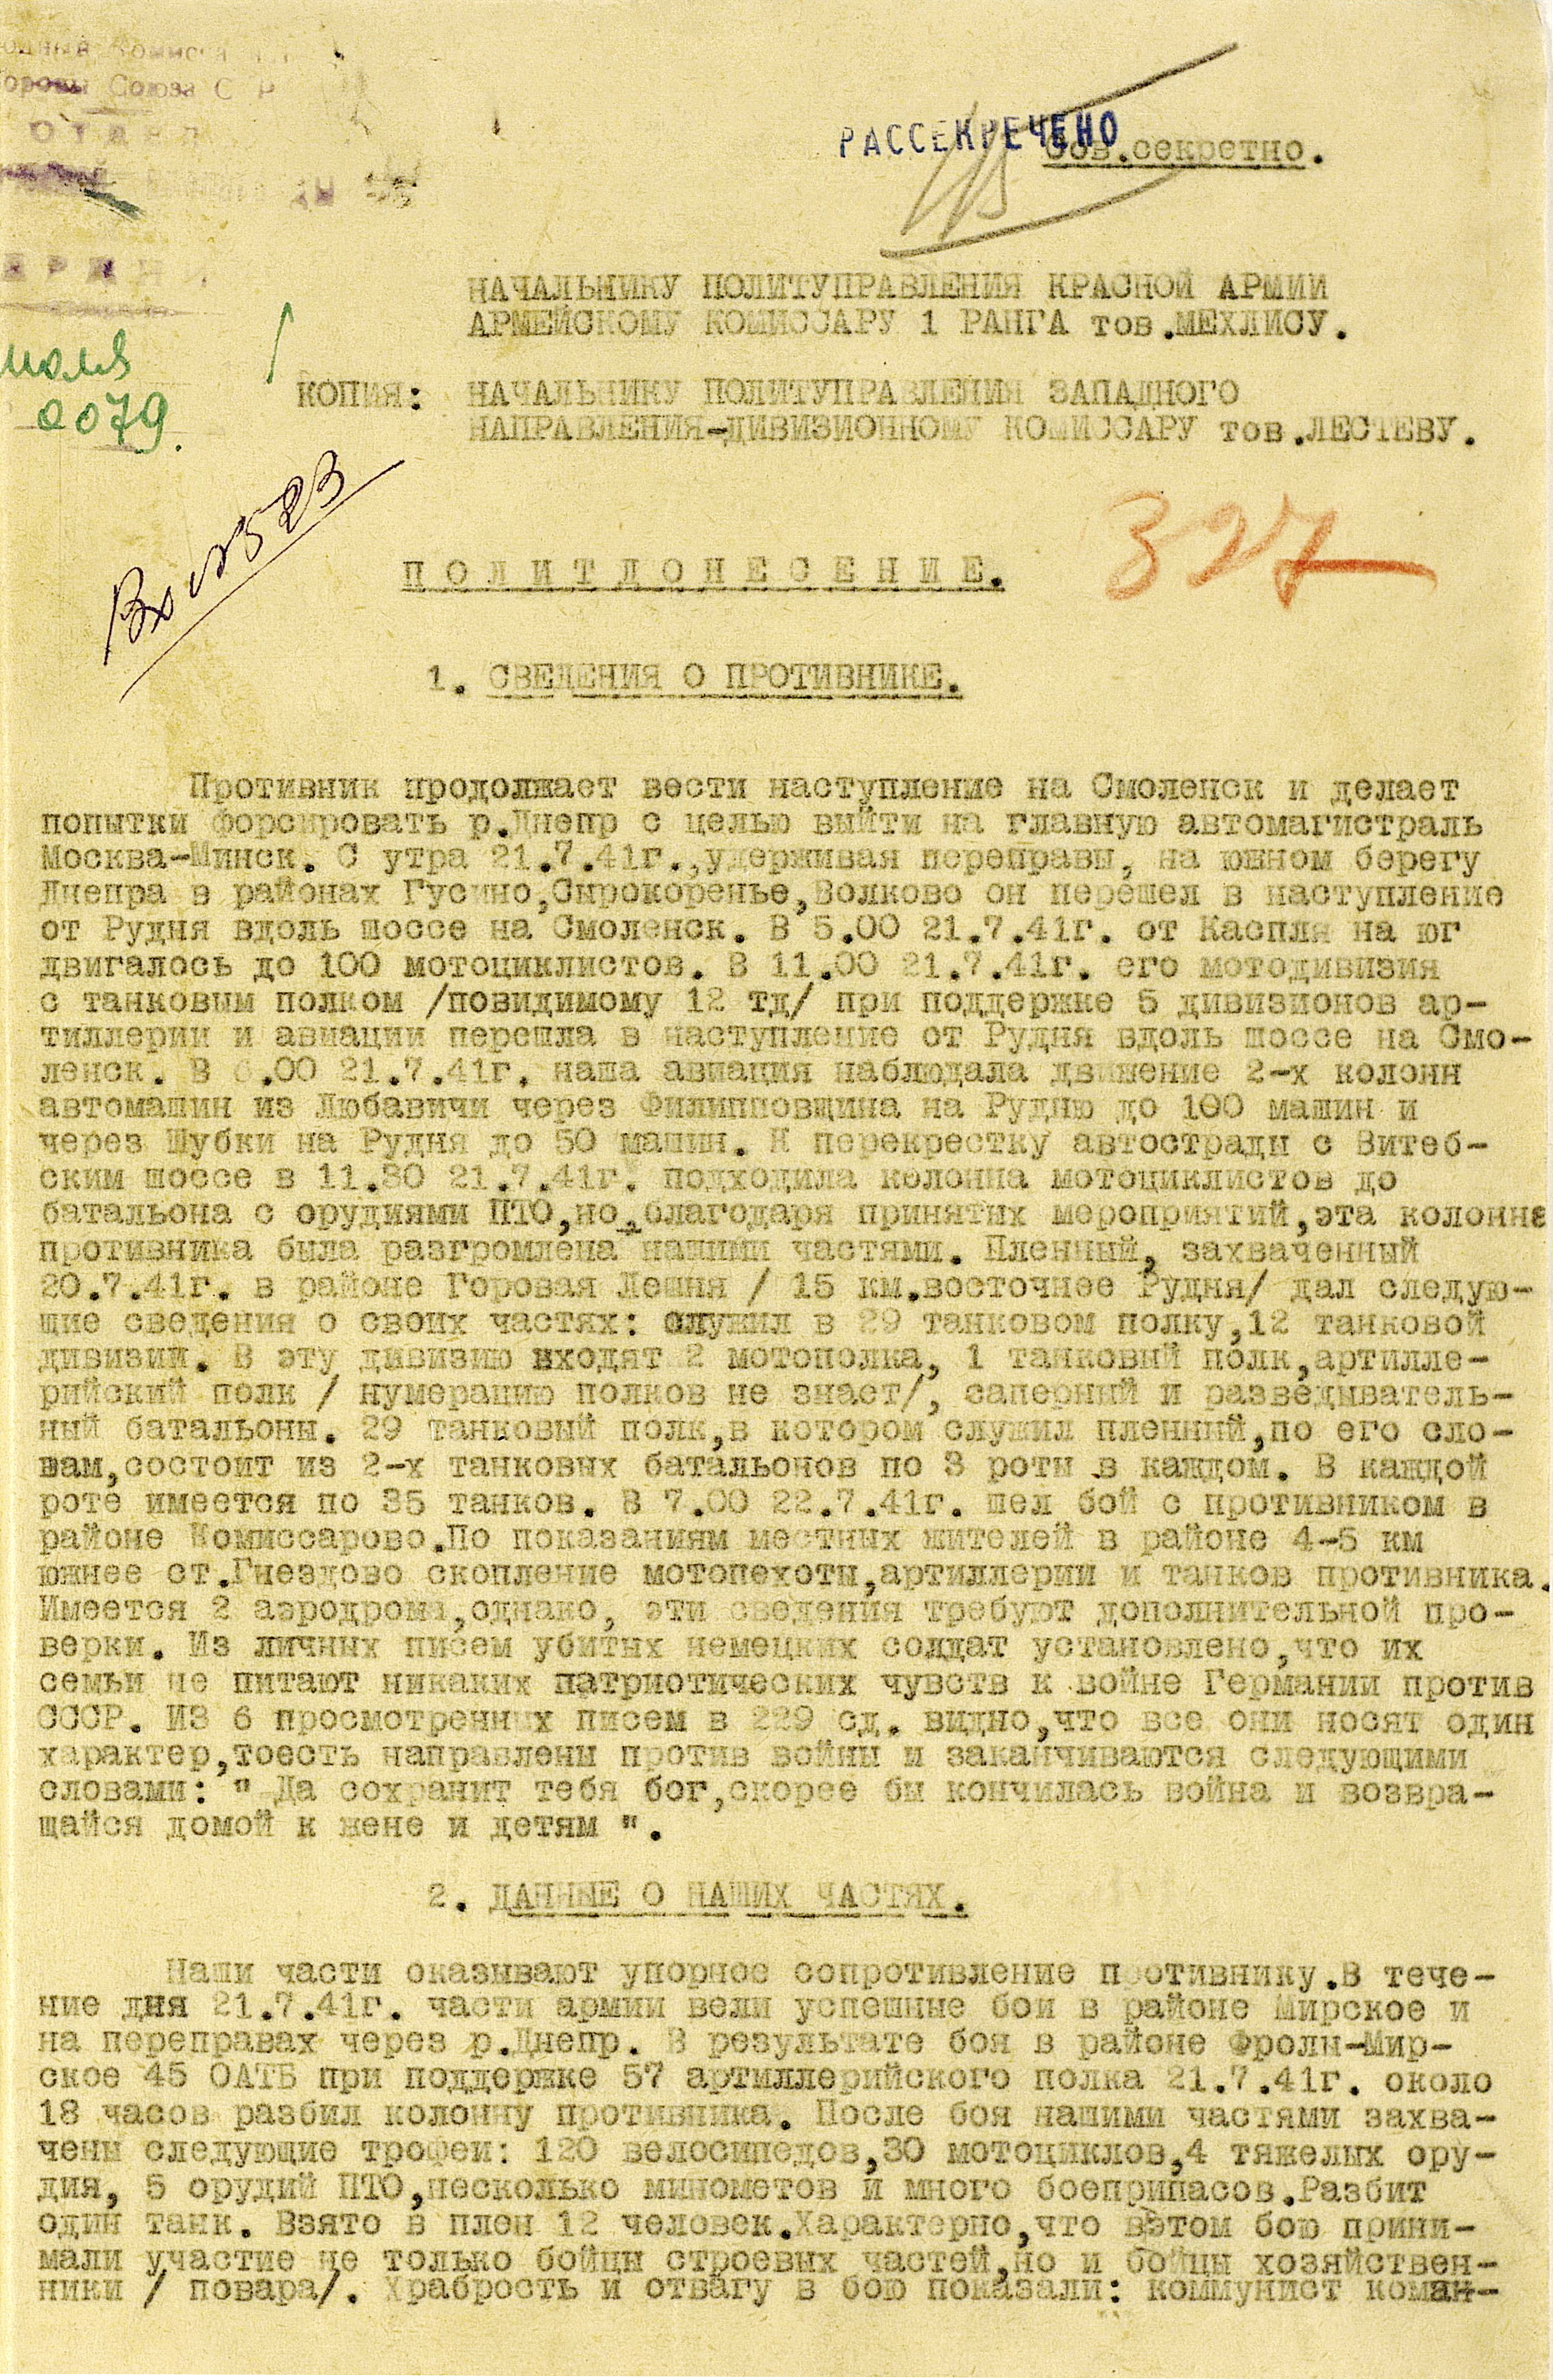 Союза С Р
РАССЕКРЕЧЕНО
Сов.секретно.
НАЧАЛЬНИКУ ПОЛИТУПРАВЛЕНИЯ КРАСНОЙ АРМИИ
АРМЕЙСКОМУ КОМИССАРУ 1 РАНГА тов.МЕХЛИСУ.
июля
0079.
КОПИЯ: НАЧАЛЬНИКУ ПОЛИТУПРАВЛЕНИЯ ЗАПАДНОГО
НАПРАВЛЕНИЯ-ДИВИЗИОННОМУ КОМИССАРУ тов.ЛЕСТЕВУ.
Вх №2523
327
ПОЛИТДОНЕСЕНИЕ.
1. СВЕДЕНИЯ О ПРОТИВНИКЕ.
Противник продолжает вести наступление на Смоленск и делает
попытки форсировать р.Днепр с целью выйти на главную автомагистраль
Москва-Минск. С утра 21.7.41г.,удерживая переправы, на южном берегу
Днепра в районах Гусино,Сырокоренье,Волково он перешел в наступление
от Рудня вдоль шоссе на Смоленск. В 5.00 21.7.41г. от Каспля на юг
двигалось до 100 мотоциклистов. В 11.00 21.7.41г. его мотодивизия
с танковым полком /повидимому 12 тд/ при поддержке 5 дивизионов ар-
тиллерии и авиации перешла в наступление от Рудня вдоль шоссе на Смо-
ленск. В .00 21.7.41г. наша авиация наблюдала движение 2-х колонн
автомашин из Любавичи через Филипповщина на Рудню до 100 машин и
через Шубки на Рудня до 50 машин. К перекрестку автострады с Витеб-
ским шоссе в 11.30 21.7.41г. подходила колонна мотоциклистов до
батальона с орудиями ПТО,но благодаря принятых мероприятий,эта колонна
противника была разгромлена нашими частями. Пленный, захваченный
20.7.41г. в районе Горовая Лешня / 15 км.восточнее Рудня/ дал следую-
щие сведения о своих частях: служил в 29 танковом полку,12 танковой
дивизии. В эту дивизию входят 2 мотополка, 1 танковый полк,артилле-
рийский полк / нумерацию полков не знает/, саперный и разведыватель-
ный батальоны. 29 танковый полк,в котором служил пленный,по его сло-
вам,состоит из 2-х танковых батальонов по 3 роты в каждом. В каждой
роте имеется по 35 танков. В 7.00 22.7.41г. шел бой с противником в
районе Комиссарово.По показаниям местных жителей в районе 4-5 км
южнее ст.Гнездово скопление мотопехоты,артиллерии и танков противника.
Имеется 2 аэродрома,однако, эти сведения требуют дополнительной про-
верки. Из личных писем убитых немецких солдат установлено,что их
семьи не питают никаких патриотических чувств к войне Германии против
СССР. ИЗ 6 просмотренных писем в 229 сд. видно,что все они носят один
характер,тоесть направлены против войны и заканчиваются следующими
словами: " Да сохранит тебя бог,скорее бы кончилась война и возвра-
щайся домой к жене и детям ".
2. ДАННЫЕ О НАШИХ ЧАСТЯХ.
Наши части оказывают упорное сопротивление противнику.В тече-
ние дня 21.7.41г. части армии вели успешные бои в районе Мирское и
на переправах через р.Днепр. В результате боя в районе Фролы-Мир-
ское 45 ОАТБ при поддержке 57 артиллерийского полка 21.7.41г. около
18 часов разбил колонну противника. После боя нашими частями захва-
чены следующие трофеи: 120 велосипедов,30 мотоциклов,4 тяжелых ору-
дия, 5 орудий ПТО,несколько минометов и много боеприпасов.Разбит
один танк. Взято в плен 12 человек.Характерно,что вэтом бою прини-
мали участие не только бойцы строевых частей,но и бойцы хозяйствен-
ники / повара/. Храбрость и отвагу в бою показали: коммунист коман-